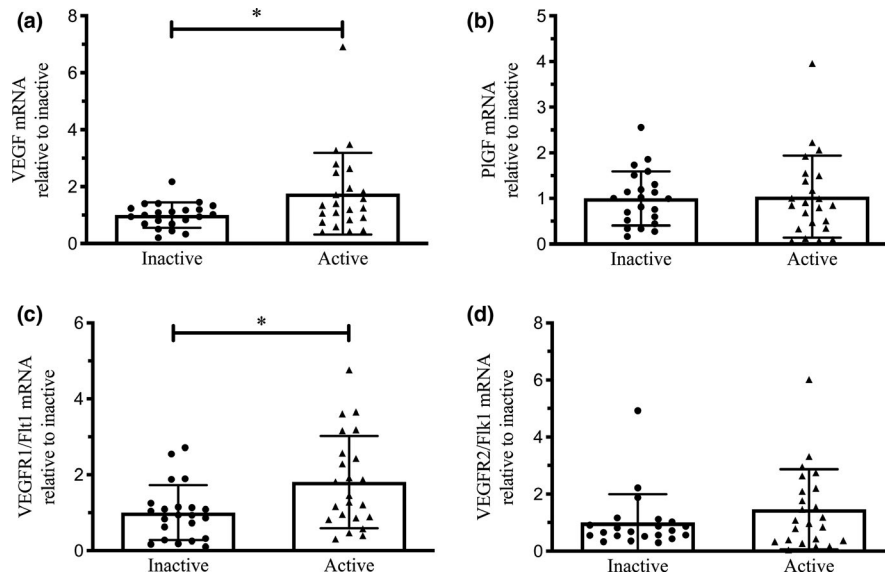 (a)
VEGF mRNA
relative to inactive
8
6
4
2
0
*
Inactive
Active
(b)
PlGF mRNA
relative to inactive
5
4
3
2
1
0
Inactive
Active
(c)
VEGFR1/Flt1 mRNA
relative to inactive
6
4
2
0
*
Inactive
Active
(d)
VEGFR2/Flk1 mRNA
relative to inactive
8
6
4
2
0
Inactive
Active